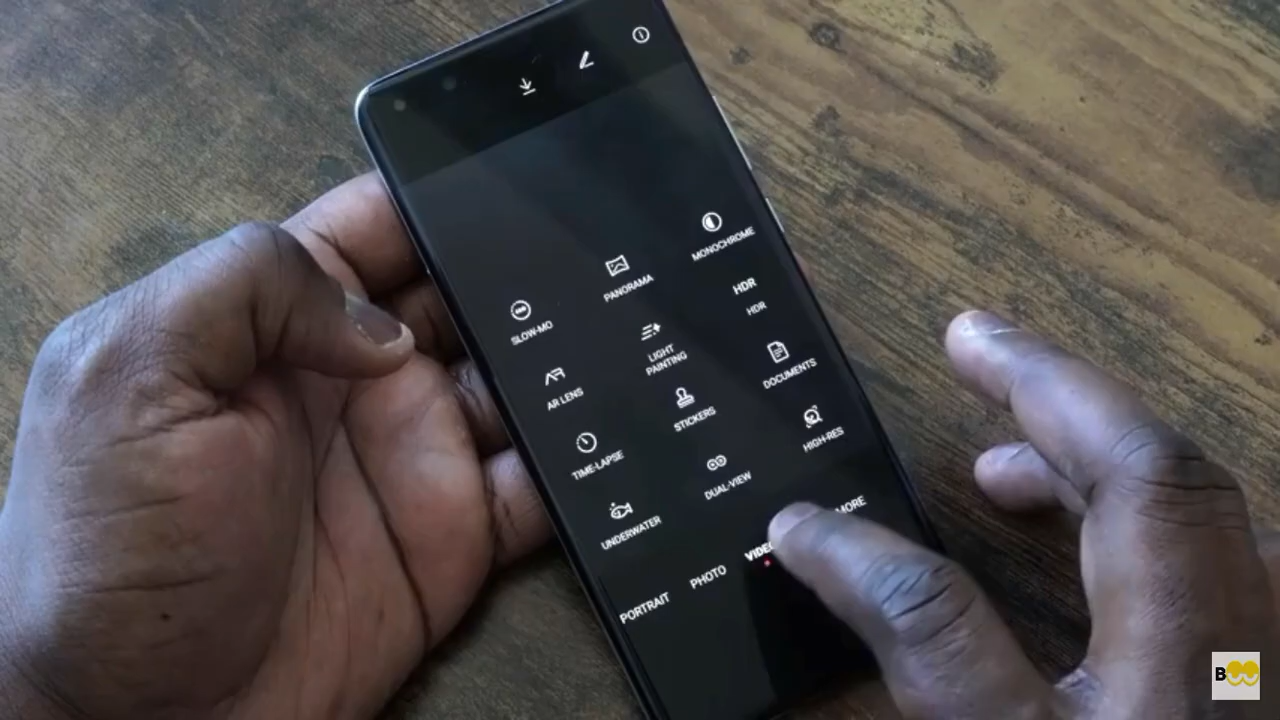 MONOCHROME
PANORAMA
SLOW-MO
HDR
HDR
LIGHT
PAINTING
AR LENS
DOCUMENTS
STICKERS
TIME-LAPSE
HIGH-RES
DUAL-VIEW
UNDERWATER
MORE
VIDEO
PHOTO
PORTRAIT
B